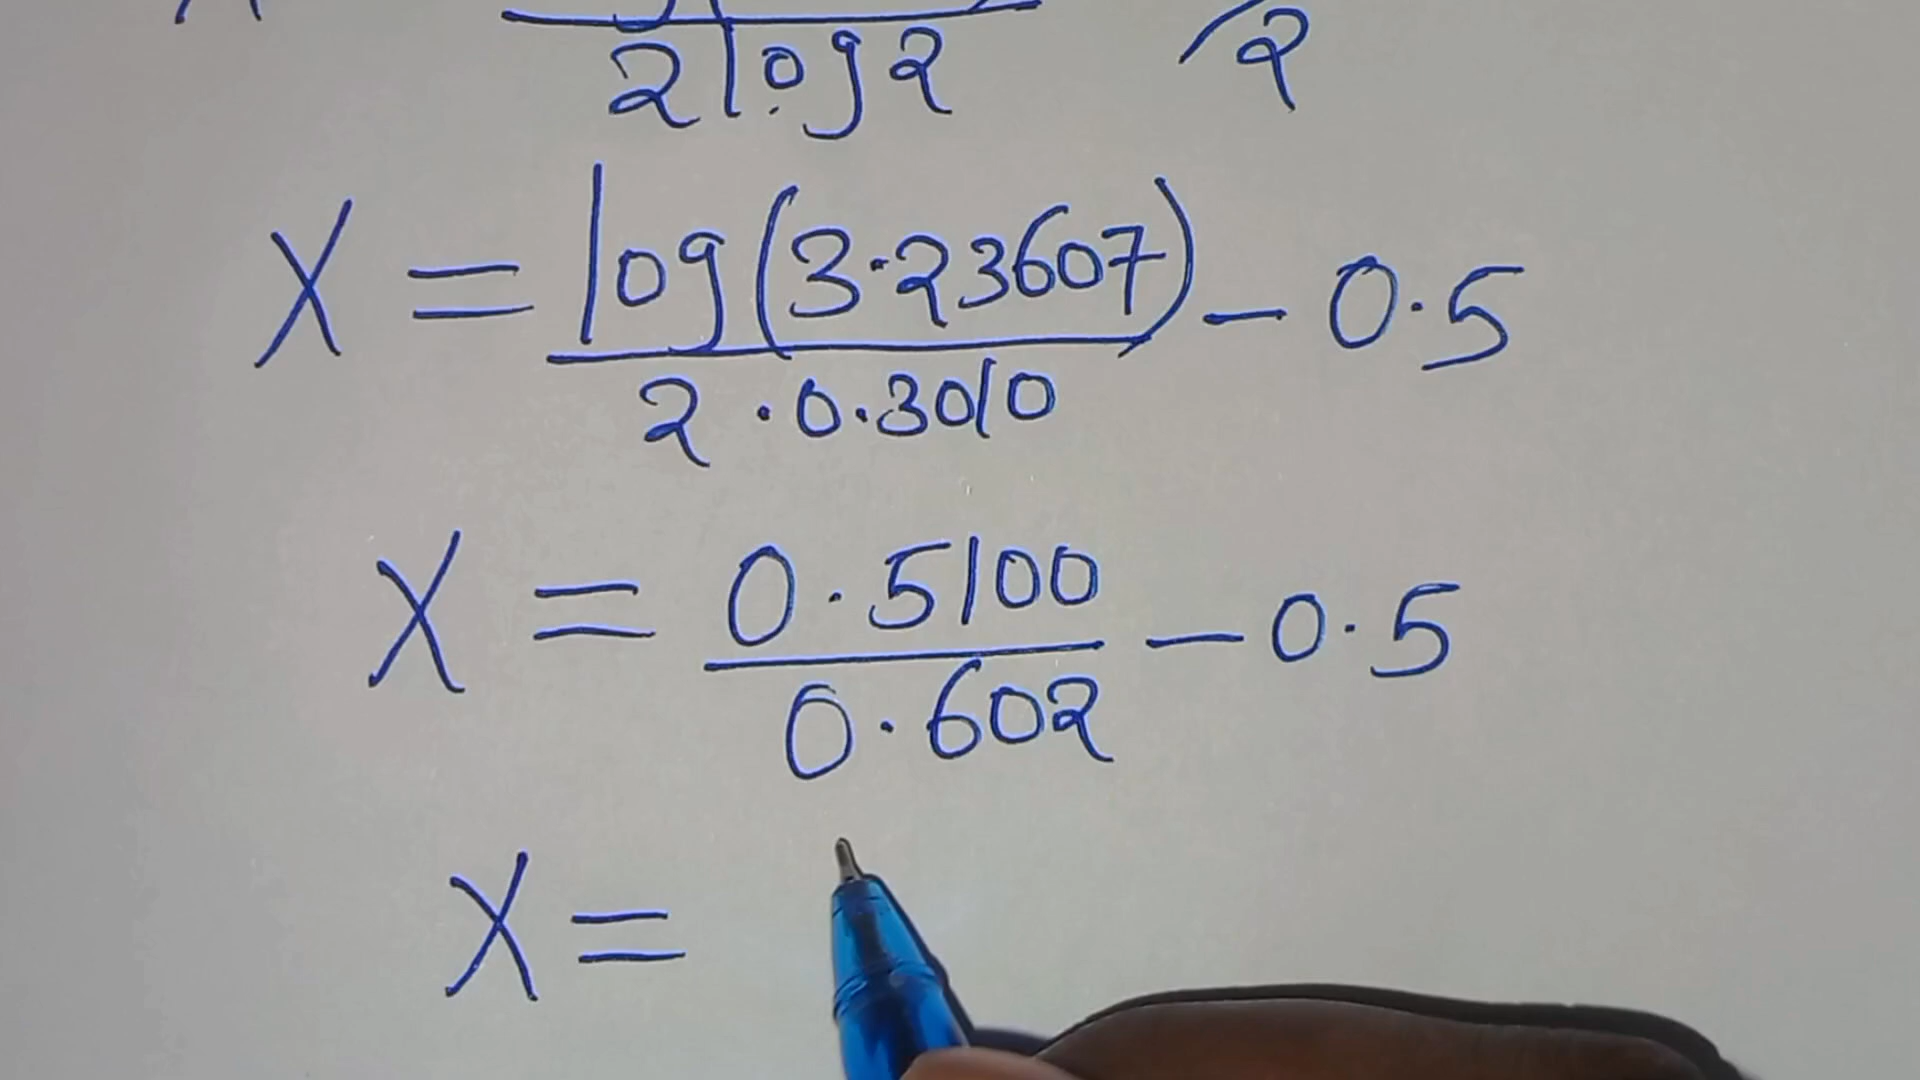 2log2 2
X = log(3.23607) - 0.5
2 . 0.3010
X = 0.5100 - 0.5
0.602
X =